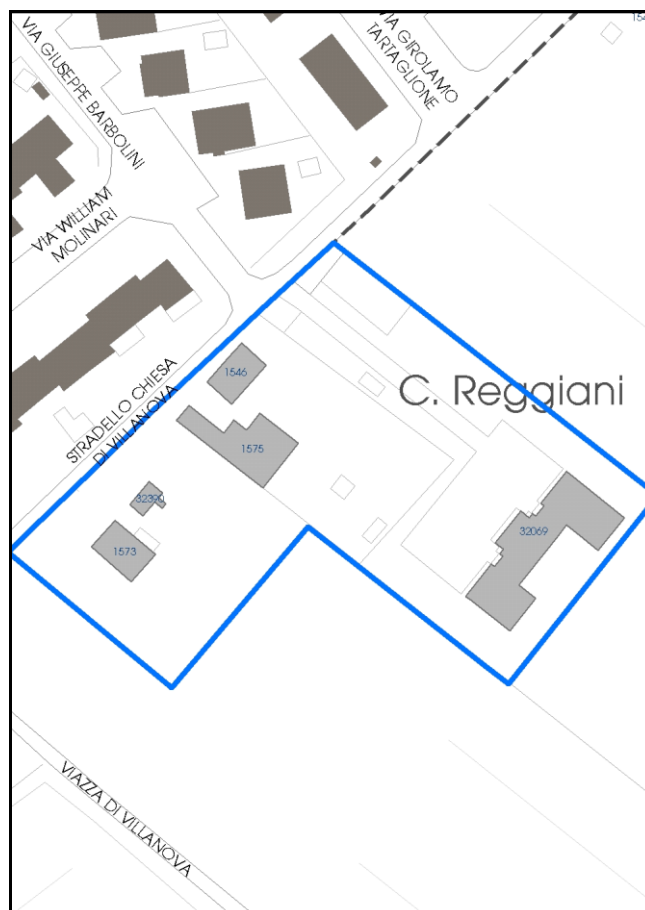 VIA GIUSEPPE BARBOLINI
VIA GIROLAMO
TARTAGLIONE
VIA WILLIAM
MOLINARI
STRADELLO CHIESA
DI VILLANOVA
C. Reggiani
1546
1575
32390
1573
32069
VIAZZA DI VILLANOVA